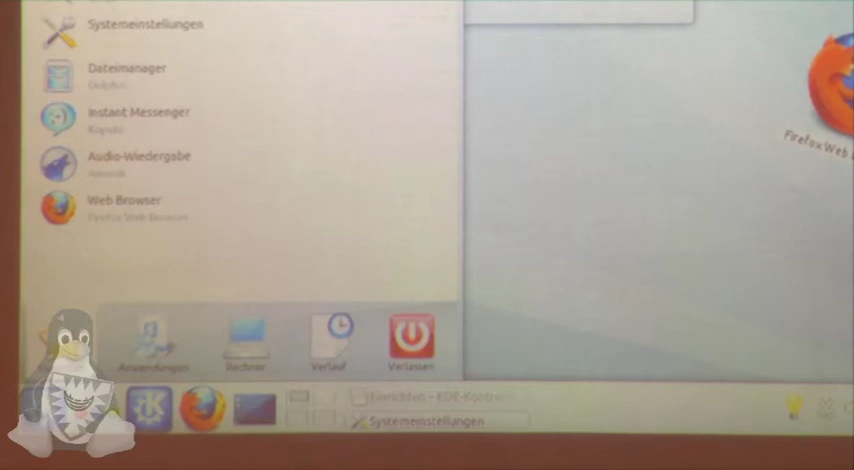 Systemeinstellungen
Dateimanager
Dolphin
Instant Messenger
Kopete
Audio-Wiedergabe
Amarok
Web Browser
Firefox Web Browser
Firefox Web
Anwendungen
Rechner
Verlauf
Verlassen
Einrichten - KDE-Kontro
Systemeinstellungen